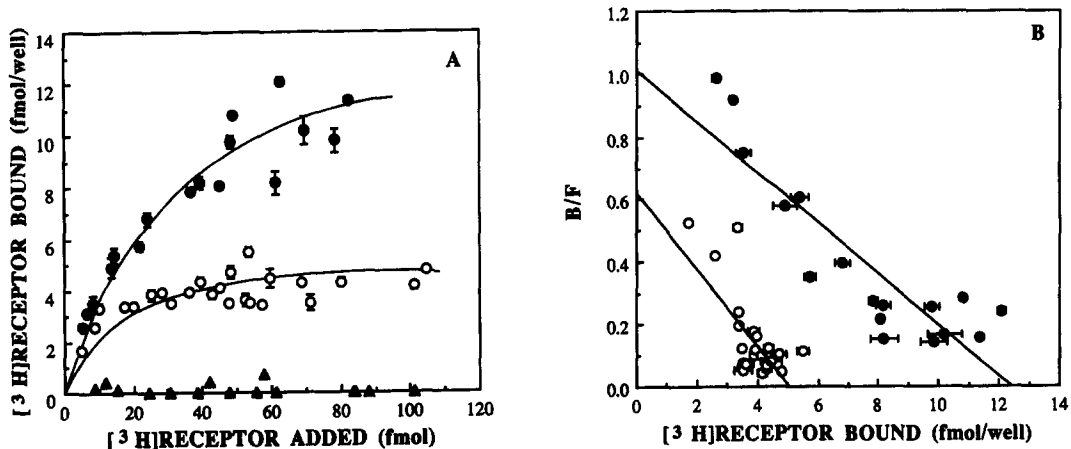 A
[³H]RECEPTOR BOUND (fmol/well)
14
12
10
8
6
4
2
0
0 20 40 60 80 100 120
[³ H]RECEPTOR ADDED (fmol)
B
B/F
1.2
1.0
0.8
0.6
0.4
0.2
0.0
0 2 4 6 8 10 12 14
[³ H]RECEPTOR BOUND (fmol/well)